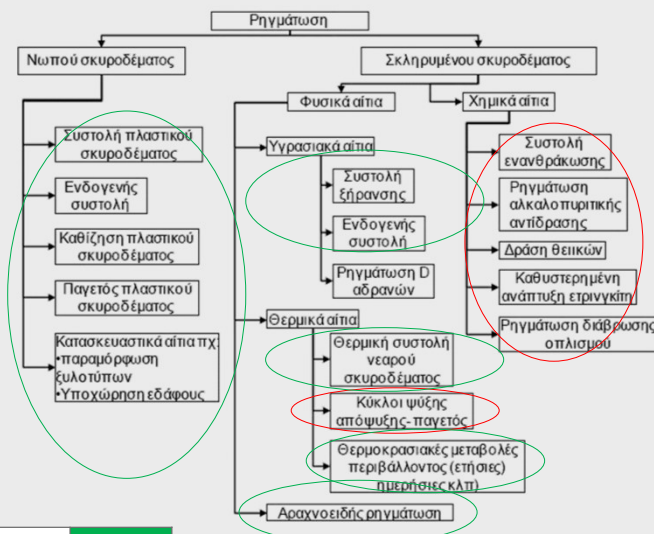 Ρηγμάτωση
Νωπού σκυροδέματος
Σκληρυμένου σκυροδέματος
Φυσικά αίτια
Χημικά αίτια
Συστολή πλαστικού
σκυροδέματος
Ενδογενής
συστολή
Καθίζηση πλαστικού
σκυροδέματος
Παγετός πλαστικού
σκυροδέματος
Κατασκευαστικά αίτια πχ:
•παραμόρφωση
ξυλοτύπων
•Υποχώρηση εδάφους
Υγρασιακά αίτια
Συστολή
ξήρανσης
Ενδογενής
συστολή
Ρηγμάτωση D
αδρανών
Θερμικά αίτια
Θερμική συστολή
νεαρού
σκυροδέματος
Κύκλοι ψύξης
απόψυξης- παγετός
Θερμοκρασιακές μεταβολές
περιβάλλοντος (ετήσιες)
ημερήσιες κλπ)
Αραχνοειδής ρηγμάτωση
Συστολή
ενανθράκωσης
Ρηγμάτωση
αλκαλοπυριτικής
αντίδρασης
Δράση θειικών
Καθυστερημένη
ανάπτυξη ετρινγκίτη
Ρηγμάτωση διάβρωσης
οπλισμού